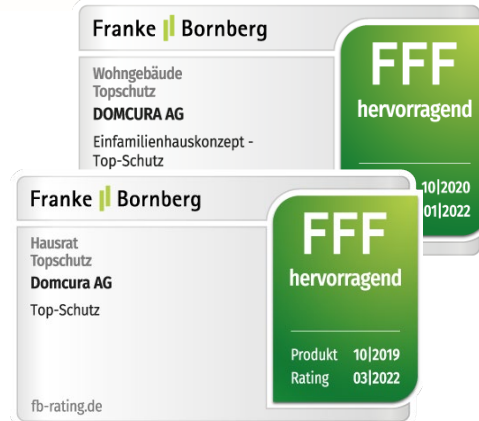 Franke Bornberg
Wohngebäude
Topschutz
DOMCURA AG
Einfamilienhauskonzept -
Top-Schutz
FFF
hervorragend
10|2020
01|2022
Franke Bornberg
Hausrat
Topschutz
Domcura AG
Top-Schutz
fb-rating.de
FFF
hervorragend
Produkt 10|2019
Rating 03|2022